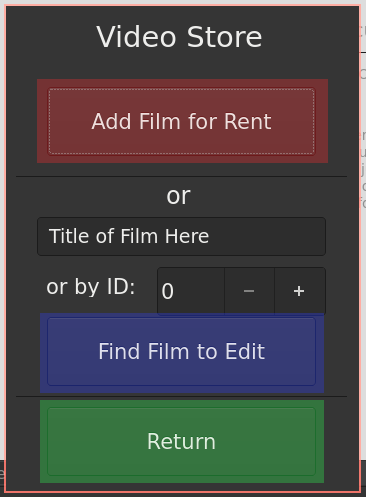 Video Store
Add Film for Rent
or
Title of Film Here
or by ID:
0 − +
Find Film to Edit
Return